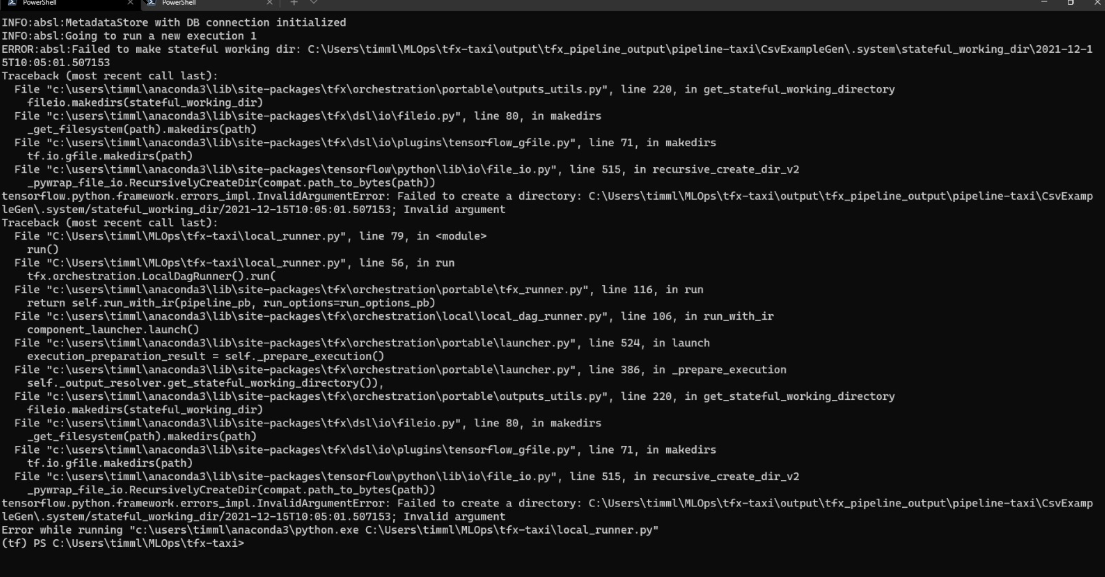 PowerShell
PowerShell
INFO:absl:MetadataStore with DB connection initialized
INFO:absl:Going to run a new execution 1
ERROR:absl:Failed to make stateful working dir: C:\Users\timml\MLOps\tfx-taxi\output\tfx_pipeline_output\pipeline-taxi\CsvExampleGen\.system\stateful_working_dir\2021-12-1
5T10:05:01.507153
Traceback (most recent call last):
  File "c:\users\timml\anaconda3\lib\site-packages\tfx\orchestration\portable\outputs_utils.py", line 220, in get_stateful_working_directory
    fileio.makedirs(stateful_working_dir)
  File "c:\users\timml\anaconda3\lib\site-packages\tfx\dsl\io\fileio.py", line 80, in makedirs
    _get_filesystem(path).makedirs(path)
  File "c:\users\timml\anaconda3\lib\site-packages\tfx\dsl\io\plugins\tensorflow_gfile.py", line 71, in makedirs
    tf.io.gfile.makedirs(path)
  File "c:\users\timml\anaconda3\lib\site-packages\tensorflow\python\lib\io\file_io.py", line 515, in recursive_create_dir_v2
    _pywrap_file_io.RecursivelyCreateDir(compat.path_to_bytes(path))
tensorflow.python.framework.errors_impl.InvalidArgumentError: Failed to create a directory: C:\Users\timml\MLOps\tfx-taxi\output\tfx_pipeline_output\pipeline-taxi\CsvExamp
leGen\.system/stateful_working_dir/2021-12-15T10:05:01.507153; Invalid argument
Traceback (most recent call last):
  File "C:\Users\timml\MLOps\tfx-taxi\local_runner.py", line 79, in <module>
    run()
  File "C:\Users\timml\MLOps\tfx-taxi\local_runner.py", line 56, in run
    tfx.orchestration.LocalDagRunner().run(
  File "c:\users\timml\anaconda3\lib\site-packages\tfx\orchestration\portable\tfx_runner.py", line 116, in run
    return self.run_with_ir(pipeline_pb, run_options=run_options_pb)
  File "c:\users\timml\anaconda3\lib\site-packages\tfx\orchestration\local\local_dag_runner.py", line 106, in run_with_ir
    component_launcher.launch()
  File "c:\users\timml\anaconda3\lib\site-packages\tfx\orchestration\portable\launcher.py", line 524, in launch
    execution_preparation_result = self._prepare_execution()
  File "c:\users\timml\anaconda3\lib\site-packages\tfx\orchestration\portable\launcher.py", line 386, in _prepare_execution
    self._output_resolver.get_stateful_working_directory()),
  File "c:\users\timml\anaconda3\lib\site-packages\tfx\orchestration\portable\outputs_utils.py", line 220, in get_stateful_working_directory
    fileio.makedirs(stateful_working_dir)
  File "c:\users\timml\anaconda3\lib\site-packages\tfx\dsl\io\fileio.py", line 80, in makedirs
    _get_filesystem(path).makedirs(path)
  File "c:\users\timml\anaconda3\lib\site-packages\tfx\dsl\io\plugins\tensorflow_gfile.py", line 71, in makedirs
    tf.io.gfile.makedirs(path)
  File "c:\users\timml\anaconda3\lib\site-packages\tensorflow\python\lib\io\file_io.py", line 515, in recursive_create_dir_v2
    _pywrap_file_io.RecursivelyCreateDir(compat.path_to_bytes(path))
tensorflow.python.framework.errors_impl.InvalidArgumentError: Failed to create a directory: C:\Users\timml\MLOps\tfx-taxi\output\tfx_pipeline_output\pipeline-taxi\CsvExamp
leGen\.system/stateful_working_dir/2021-12-15T10:05:01.507153; Invalid argument
Error while running "c:\users\timml\anaconda3\python.exe C:\Users\timml\MLOps\tfx-taxi\local_runner.py"
(tf) PS C:\Users\timml\MLOps\tfx-taxi>